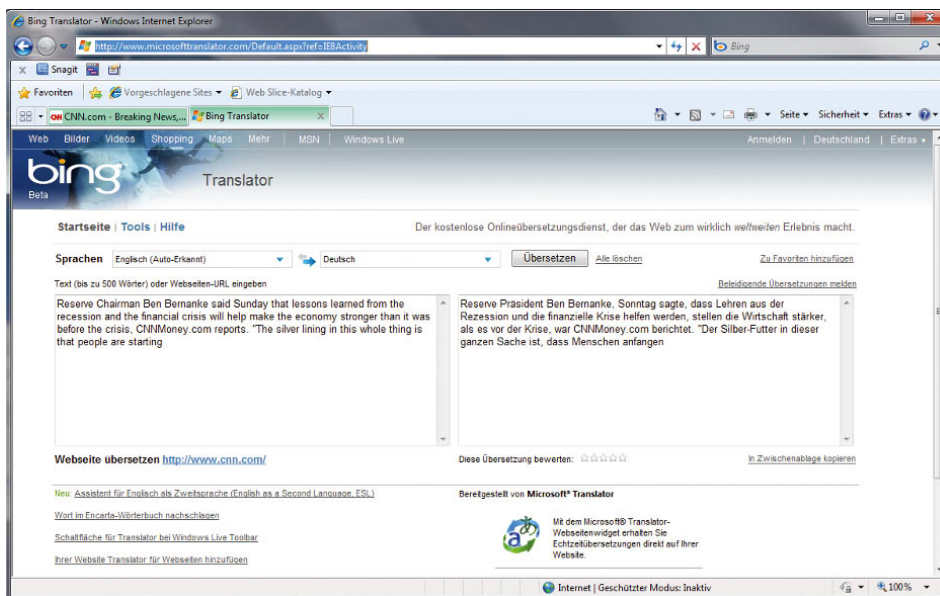 Bing Translator - Windows Internet Explorer
http://www.microsofttranslator.com/Default.aspx?ref=IE8Activity
Bing
Snagit
Favoriten Vorgeschlagene Sites Web Slice-Katalog
CNN.com - Breaking News,... Bing Translator Seite Sicherheit Extras
Web Bilder Videos Shopping Maps Mehr MSN Windows Live Anmelden Deutschland Extras
bing Translator
Beta
Startseite | Tools | Hilfe Der kostenlose Onlineübersetzungsdienst, der das Web zum wirklich weltweiten Erlebnis macht.
Sprachen Englisch (Auto-Erkannt) Deutsch Übersetzen Alle löschen Zu Favoriten hinzufügen
Text (bis zu 500 Wörter) oder Webseiten-URL eingeben Beleidigende Übersetzungen melden
Reserve Chairman Ben Bernanke said Sunday that lessons learned from the
recession and the financial crisis will help make the economy stronger than it was
before the crisis, CNNMoney.com reports. "The silver lining in this whole thing is
that people are starting
Reserve Präsident Ben Bernanke, Sonntag sagte, dass Lehren aus der
Rezession und die finanzielle Krise helfen werden, stellen die Wirtschaft stärker,
als es vor der Krise, war CNNMoney.com berichtet. "Der Silber-Futter in dieser
ganzen Sache ist, dass Menschen anfangen
Webseite übersetzen http://www.cnn.com/ Diese Übersetzung bewerten: In Zwischenablage kopieren
Neu: Assistent für Englisch als Zweitsprache (English as a Second Language, ESL)
Wort im Encarta-Wörterbuch nachschlagen
Schaltfläche für Translator bei Windows Live Toolbar
Ihrer Website Translator für Webseiten hinzufügen
Bereitgestellt von Microsoft® Translator
Mit dem Microsoft® Translator-
Webseitenwidget erhalten Sie
Echtzeitübersetzungen direkt auf Ihrer
Website.
Internet | Geschützter Modus: Inaktiv 100%